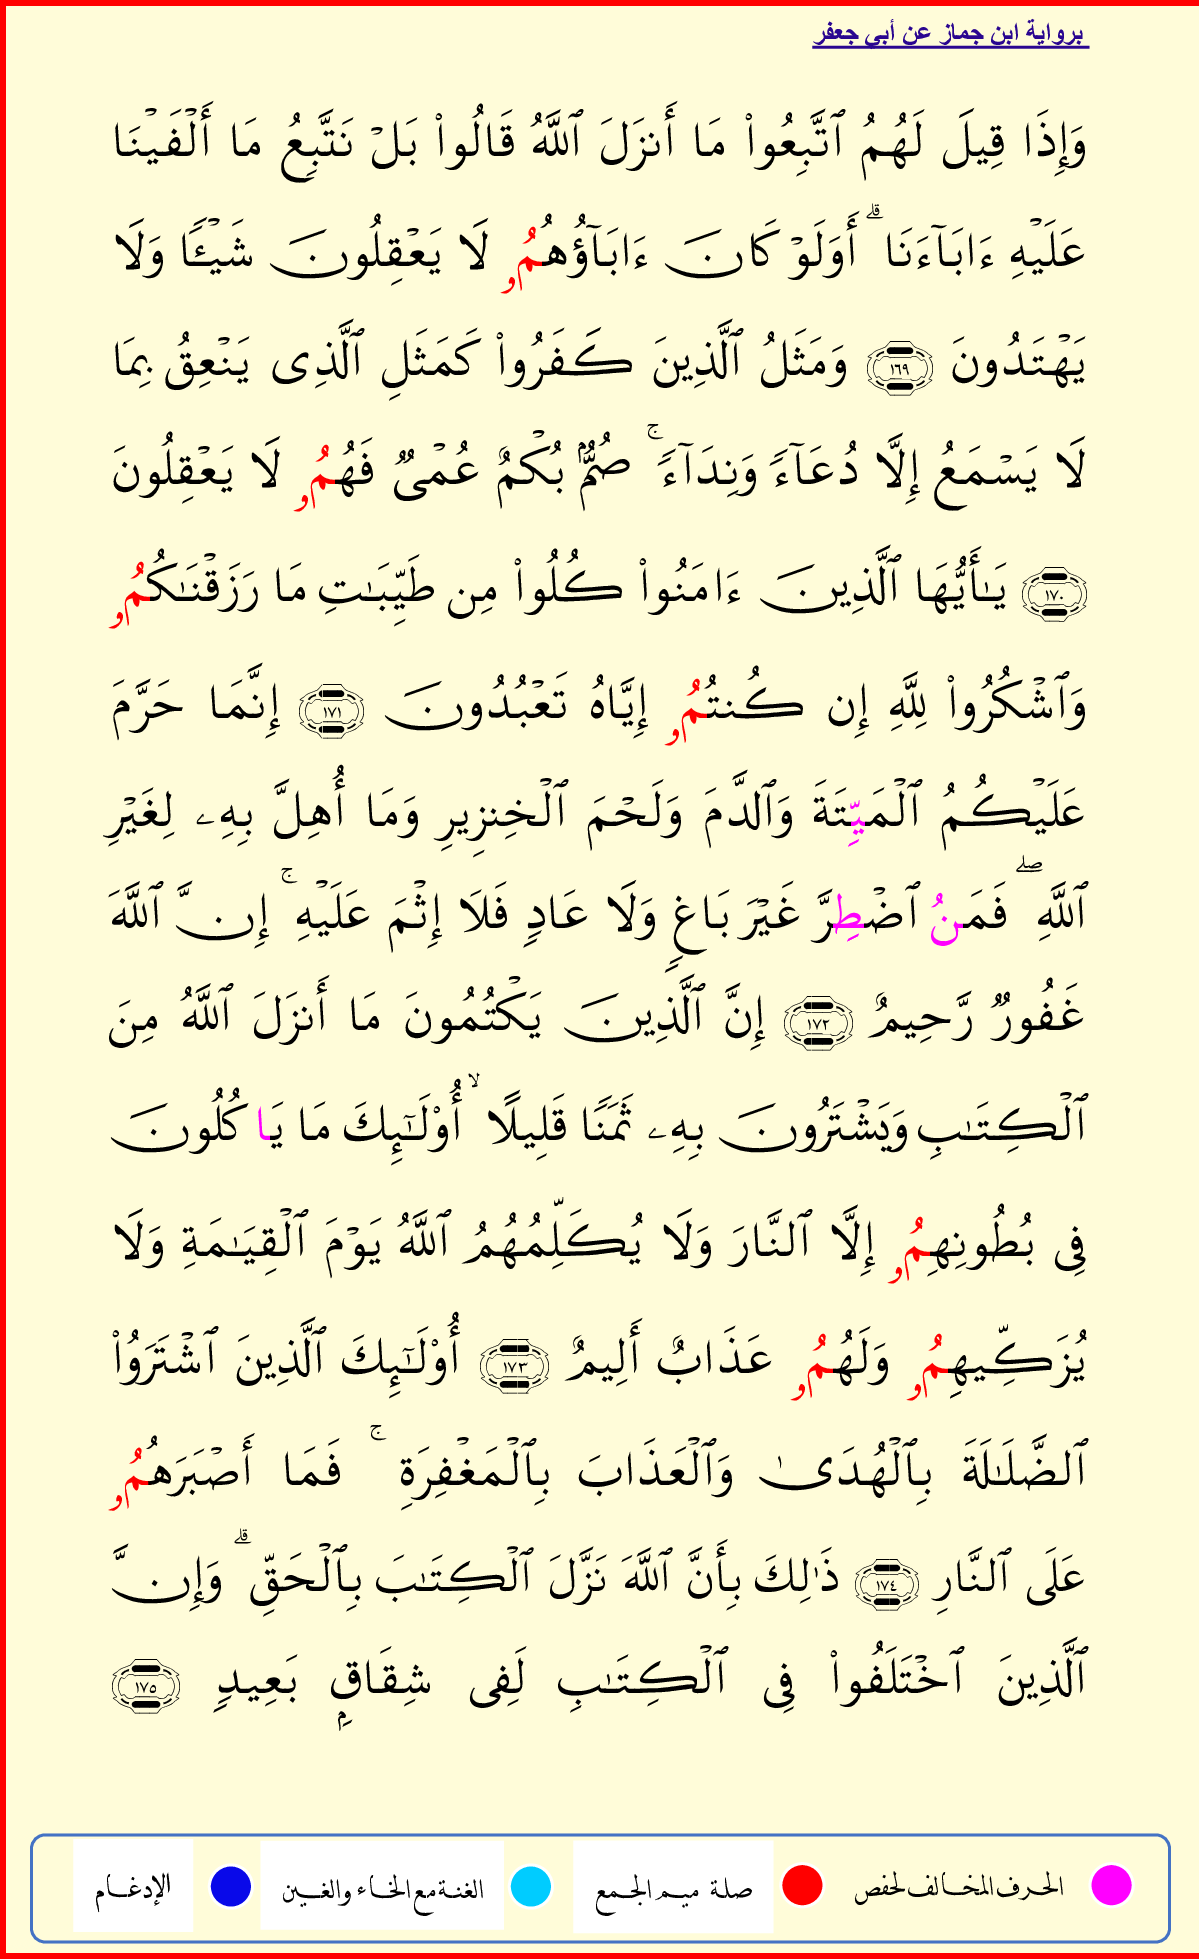 برواية ابن جماز عن أبي جعفر
وَإِذَا قِيلَ لَهُمُ ٱتَّبِعُوا۟ مَا أَنزَلَ ٱللَّهُ قَالُوا۟ بَلْ نَتَّبِعُ مَا أَلْفَيْنَا
عَلَيْهِ ءَابَآءَنَا ۗ أَوَلَوْ كَانَ ءَابَآؤُهُمُۥ لَا يَعْقِلُونَ شَيْـًٔا وَلَا
يَهْتَدُونَ ١٦٩ وَمَثَلُ ٱلَّذِينَ كَفَرُوا۟ كَمَثَلِ ٱلَّذِى يَنْعِقُ بِمَا
لَا يَسْمَعُ إِلَّا دُعَآءً وَنِدَآءً ۚ صُمٌّۢ بُكْمٌ عُمْىٌ فَهُمُۥ لَا يَعْقِلُونَ
١٧٠ يَـٰٓأَيُّهَا ٱلَّذِينَ ءَامَنُوا۟ كُلُوا۟ مِن طَيِّبَـٰتِ مَا رَزَقْنَـٰكُمُۥ
وَٱشْكُرُوا۟ لِلَّهِ إِن كُنتُمُۥ إِيَّاهُ تَعْبُدُونَ ١٧١ إِنَّمَا حَرَّمَ
عَلَيْكُمُ ٱلْمَيِّتَةَ وَٱلدَّمَ وَلَحْمَ ٱلْخِنزِيرِ وَمَا أُهِلَّ بِهِۦ لِغَيْرِ
ٱللَّهِ ۖ فَمَنُ ٱضْطِرَّ غَيْرَ بَاغٍ وَلَا عَادٍ فَلَا إِثْمَ عَلَيْهِ ۚ إِنَّ ٱللَّهَ
غَفُورٌ رَّحِيمٌ ١٧٢ إِنَّ ٱلَّذِينَ يَكْتُمُونَ مَا أَنزَلَ ٱللَّهُ مِنَ
ٱلْكِتَـٰبِ وَيَشْتَرُونَ بِهِۦ ثَمَنًا قَلِيلًا ۙ أُو۟لَـٰٓئِكَ مَا يَاكُلُونَ
فِى بُطُونِهِمُۥ إِلَّا ٱلنَّارَ وَلَا يُكَلِّمُهُمُ ٱللَّهُ يَوْمَ ٱلْقِيَـٰمَةِ وَلَا
يُزَكِّيهِمُۥ وَلَهُمُۥ عَذَابٌ أَلِيمٌ ١٧٣ أُو۟لَـٰٓئِكَ ٱلَّذِينَ ٱشْتَرَوُا۟
ٱلضَّلَـٰلَةَ بِٱلْهُدَىٰ وَٱلْعَذَابَ بِٱلْمَغْفِرَةِ ۚ فَمَا أَصْبَرَهُمُۥ
عَلَى ٱلنَّارِ ١٧٤ ذَٰلِكَ بِأَنَّ ٱللَّهَ نَزَّلَ ٱلْكِتَـٰبَ بِٱلْحَقِّ ۗ وَإِنَّ
ٱلَّذِينَ ٱخْتَلَفُوا۟ فِى ٱلْكِتَـٰبِ لَفِى شِقَاقٍۭ بَعِيدٍ ١٧٥
الحرف المخالف لحفص صلة ميم الجمع الغنة مع الخاء والغين الإدغام